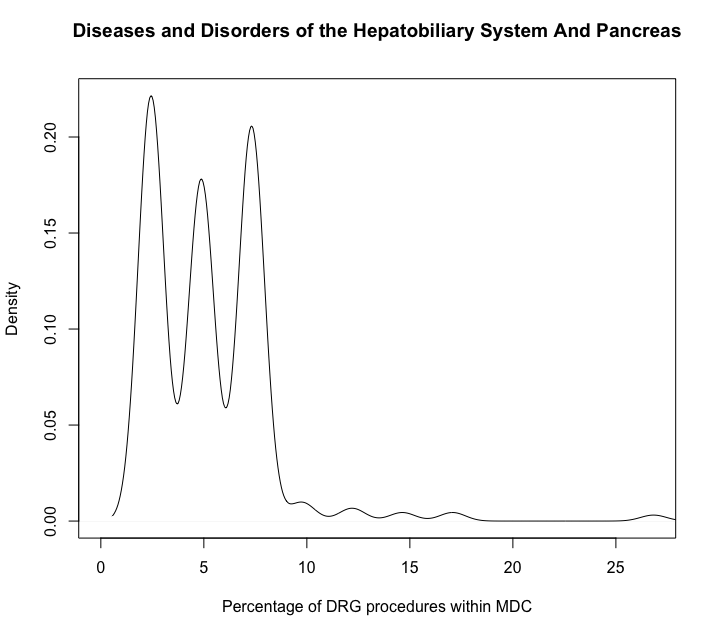 Diseases and Disorders of the Hepatobiliary System And Pancreas
0.20
0.15
0.10
0.05
0.00
Density
0 5 10 15 20 25
Percentage of DRG procedures within MDC